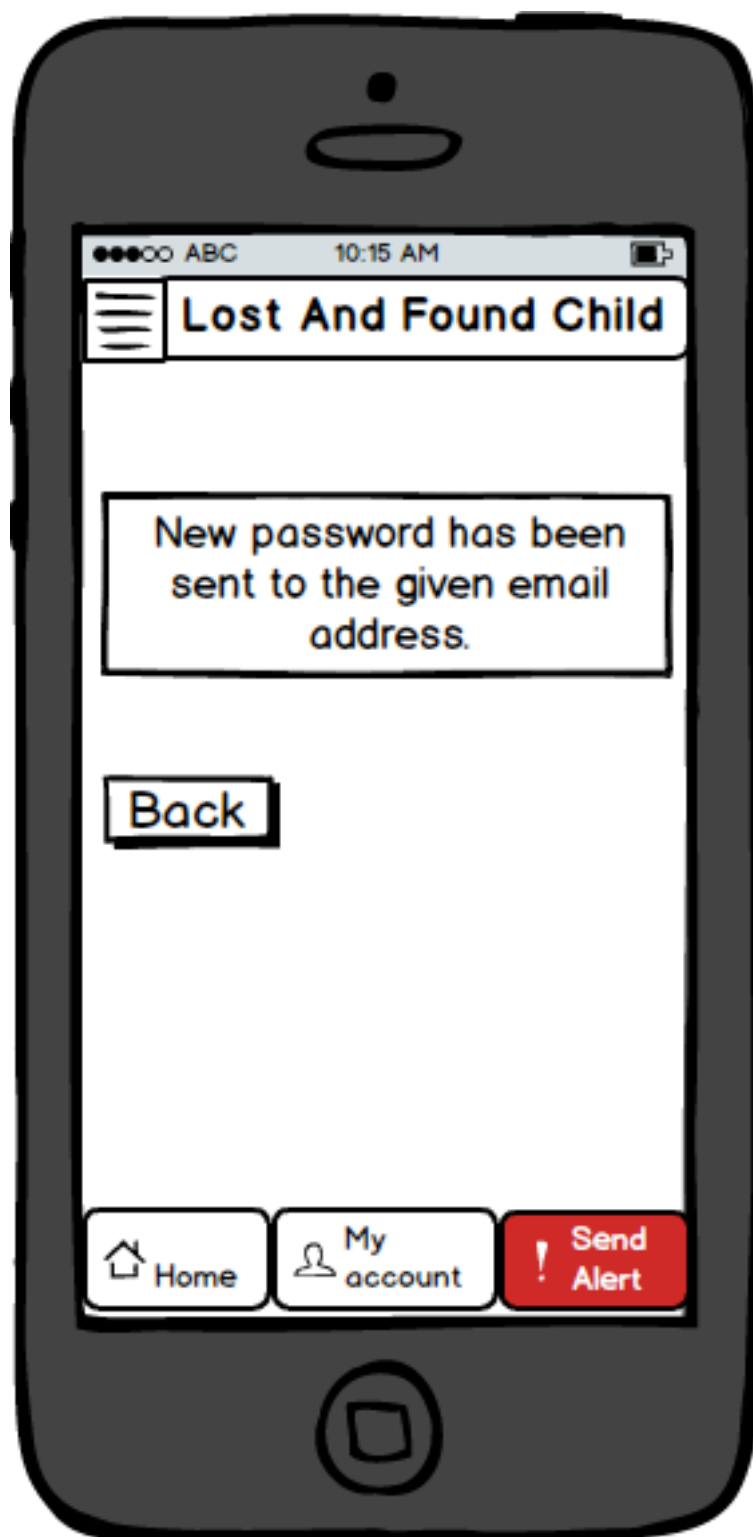 ABC 10:15 AM
Lost And Found Child
New password has been
sent to the given email
address.
Back
Home
My
account
! Send
Alert